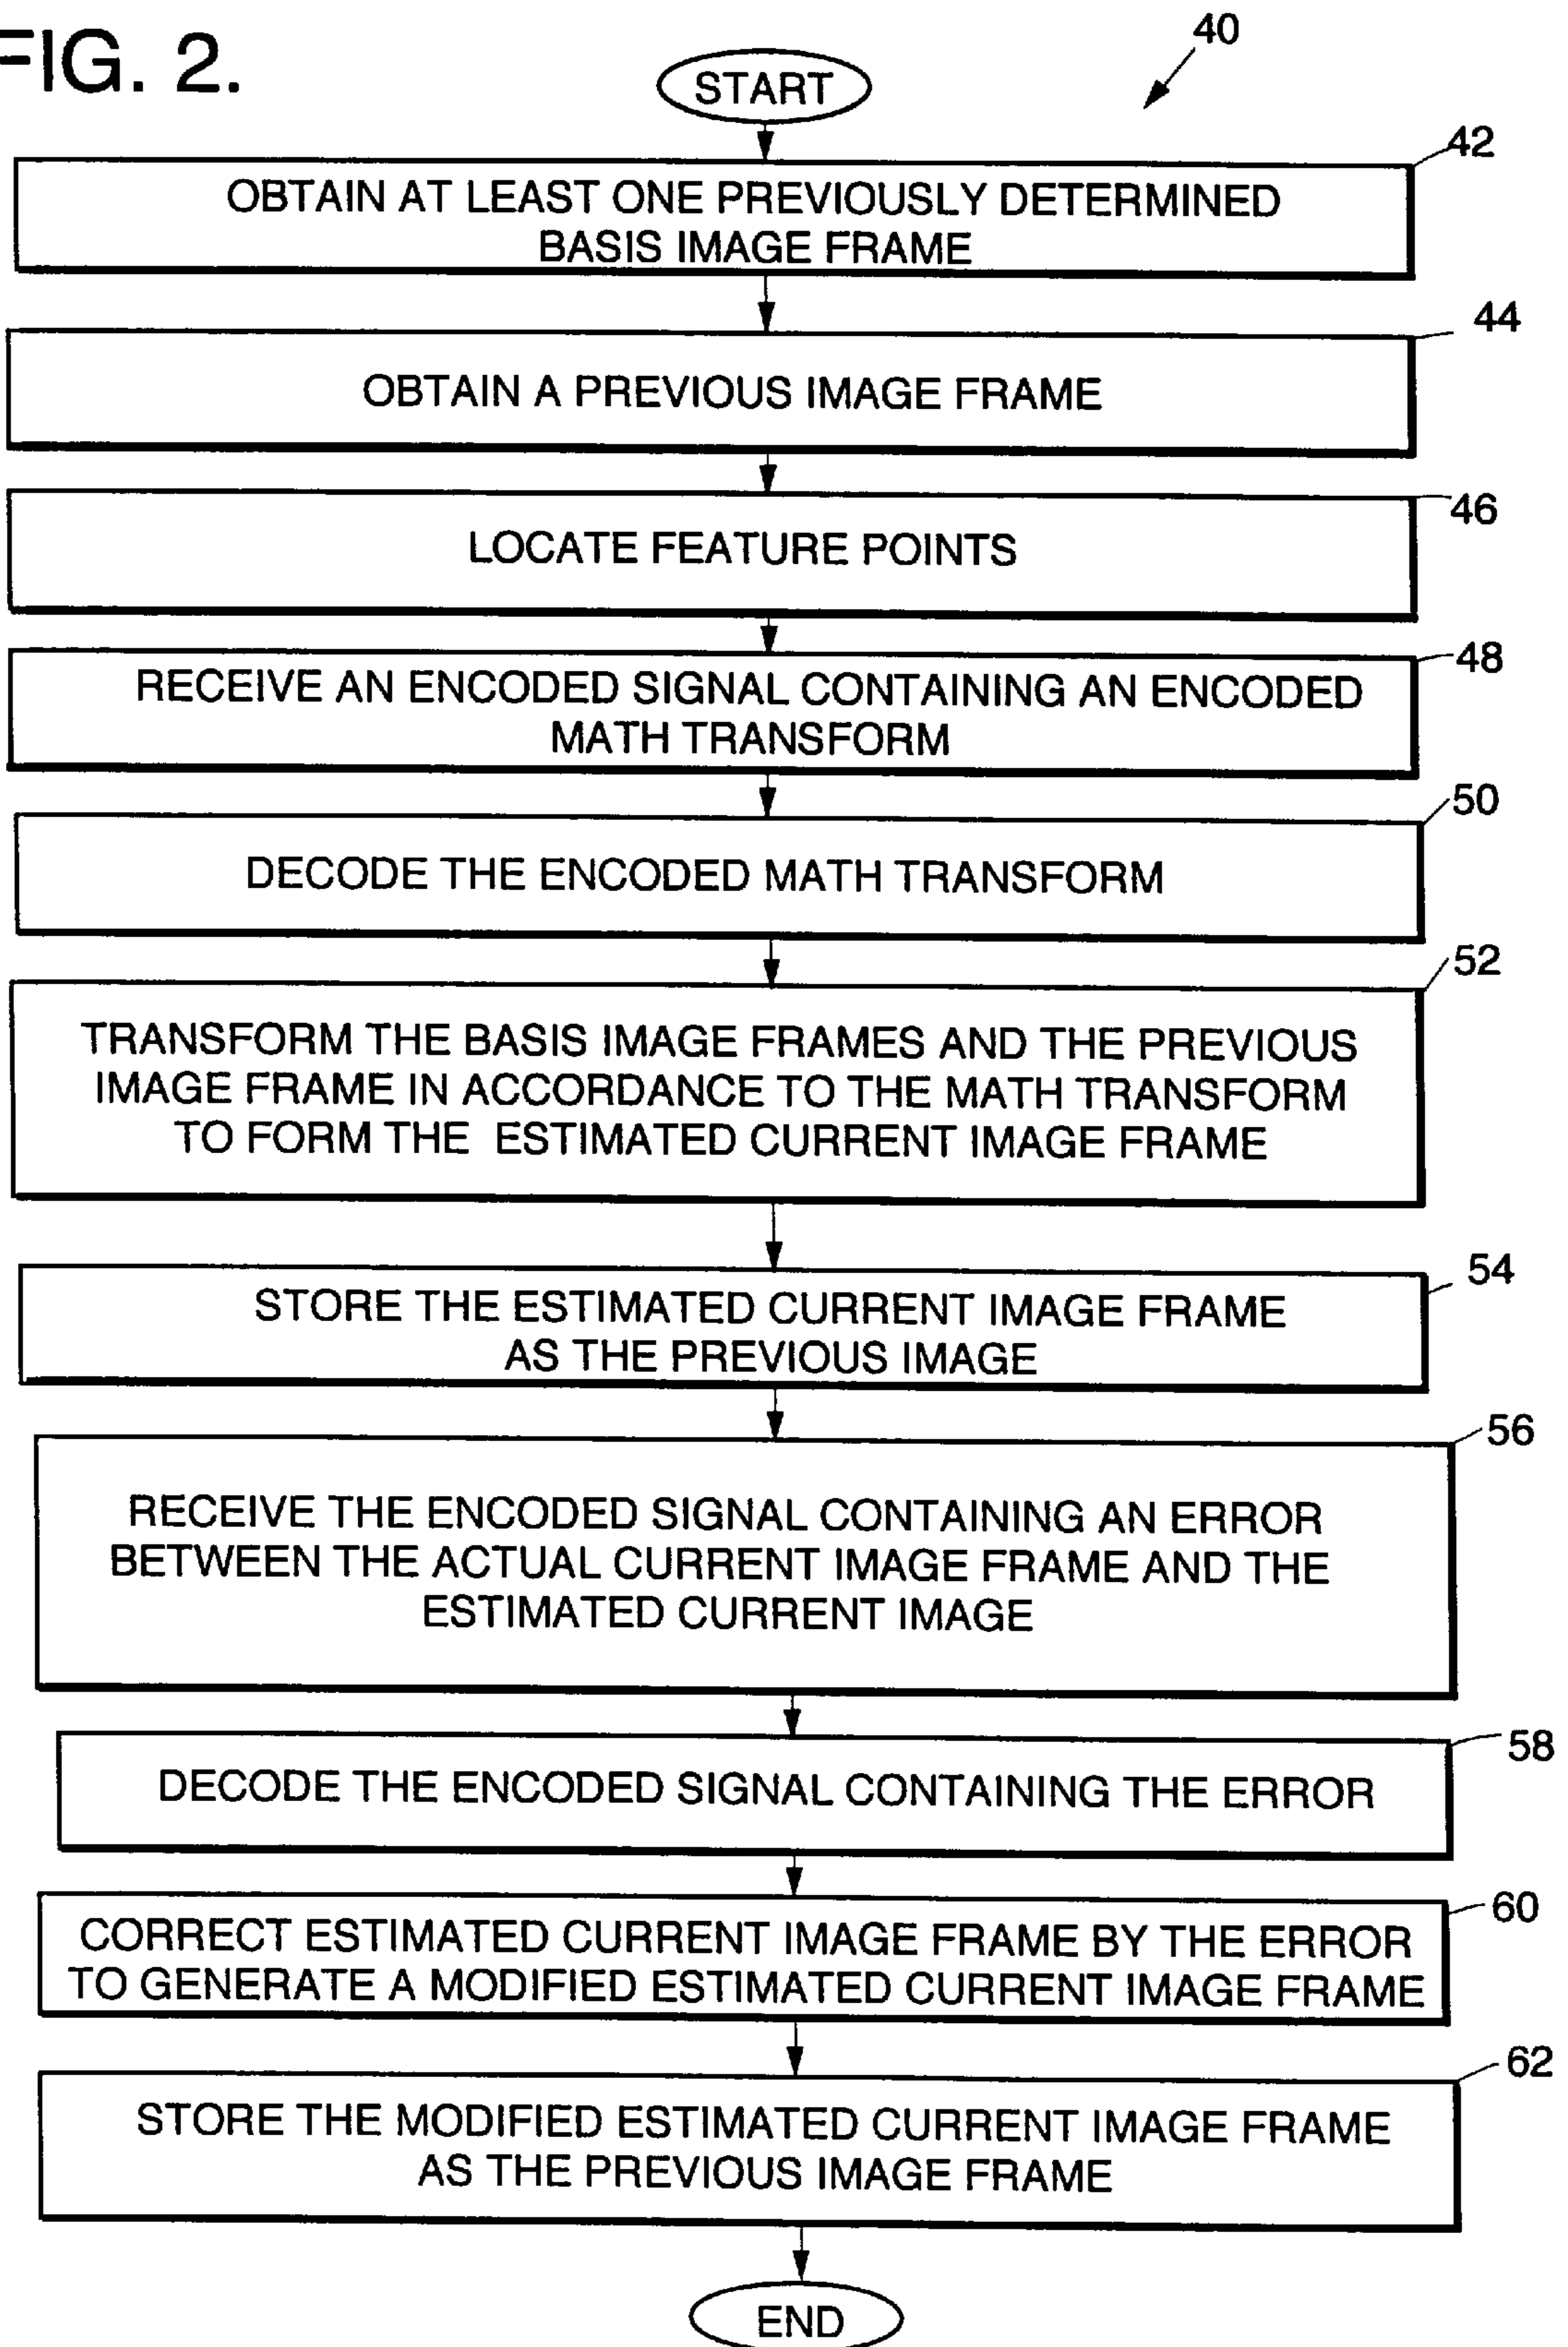 FIG. 2.
40
START
42
OBTAIN AT LEAST ONE PREVIOUSLY DETERMINED
BASIS IMAGE FRAME
44
OBTAIN A PREVIOUS IMAGE FRAME
46
LOCATE FEATURE POINTS
48
RECEIVE AN ENCODED SIGNAL CONTAINING AN ENCODED
MATH TRANSFORM
50
DECODE THE ENCODED MATH TRANSFORM
52
TRANSFORM THE BASIS IMAGE FRAMES AND THE PREVIOUS
IMAGE FRAME IN ACCORDANCE TO THE MATH TRANSFORM
TO FORM THE ESTIMATED CURRENT IMAGE FRAME
54
STORE THE ESTIMATED CURRENT IMAGE FRAME
AS THE PREVIOUS IMAGE
56
RECEIVE THE ENCODED SIGNAL CONTAINING AN ERROR
BETWEEN THE ACTUAL CURRENT IMAGE FRAME AND THE
ESTIMATED CURRENT IMAGE
58
DECODE THE ENCODED SIGNAL CONTAINING THE ERROR
60
CORRECT ESTIMATED CURRENT IMAGE FRAME BY THE ERROR
TO GENERATE A MODIFIED ESTIMATED CURRENT IMAGE FRAME
62
STORE THE MODIFIED ESTIMATED CURRENT IMAGE FRAME
AS THE PREVIOUS IMAGE FRAME
END